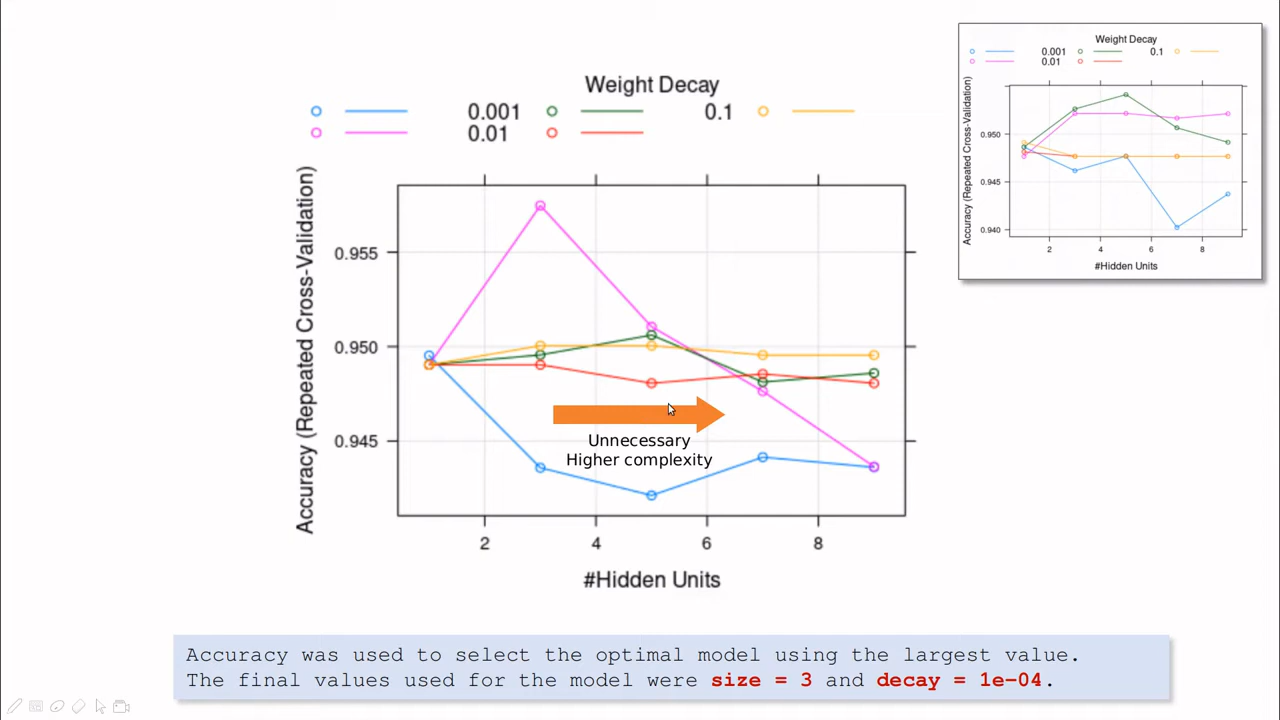 Weight Decay
0.001
0.1
0.01
Accuracy (Repeated Cross-Validation)
0.955
0.950
0.945
Unnecessary
Higher complexity
2
4
6
8
#Hidden Units
Weight Decay
0.001
0.1
0.01
Accuracy (Repeated Cross-Validation)
0.950
0.945
0.940
2
4
6
8
#Hidden Units
Accuracy was used to select the optimal model using the largest value.
The final values used for the model were size = 3 and decay = 1e-04.